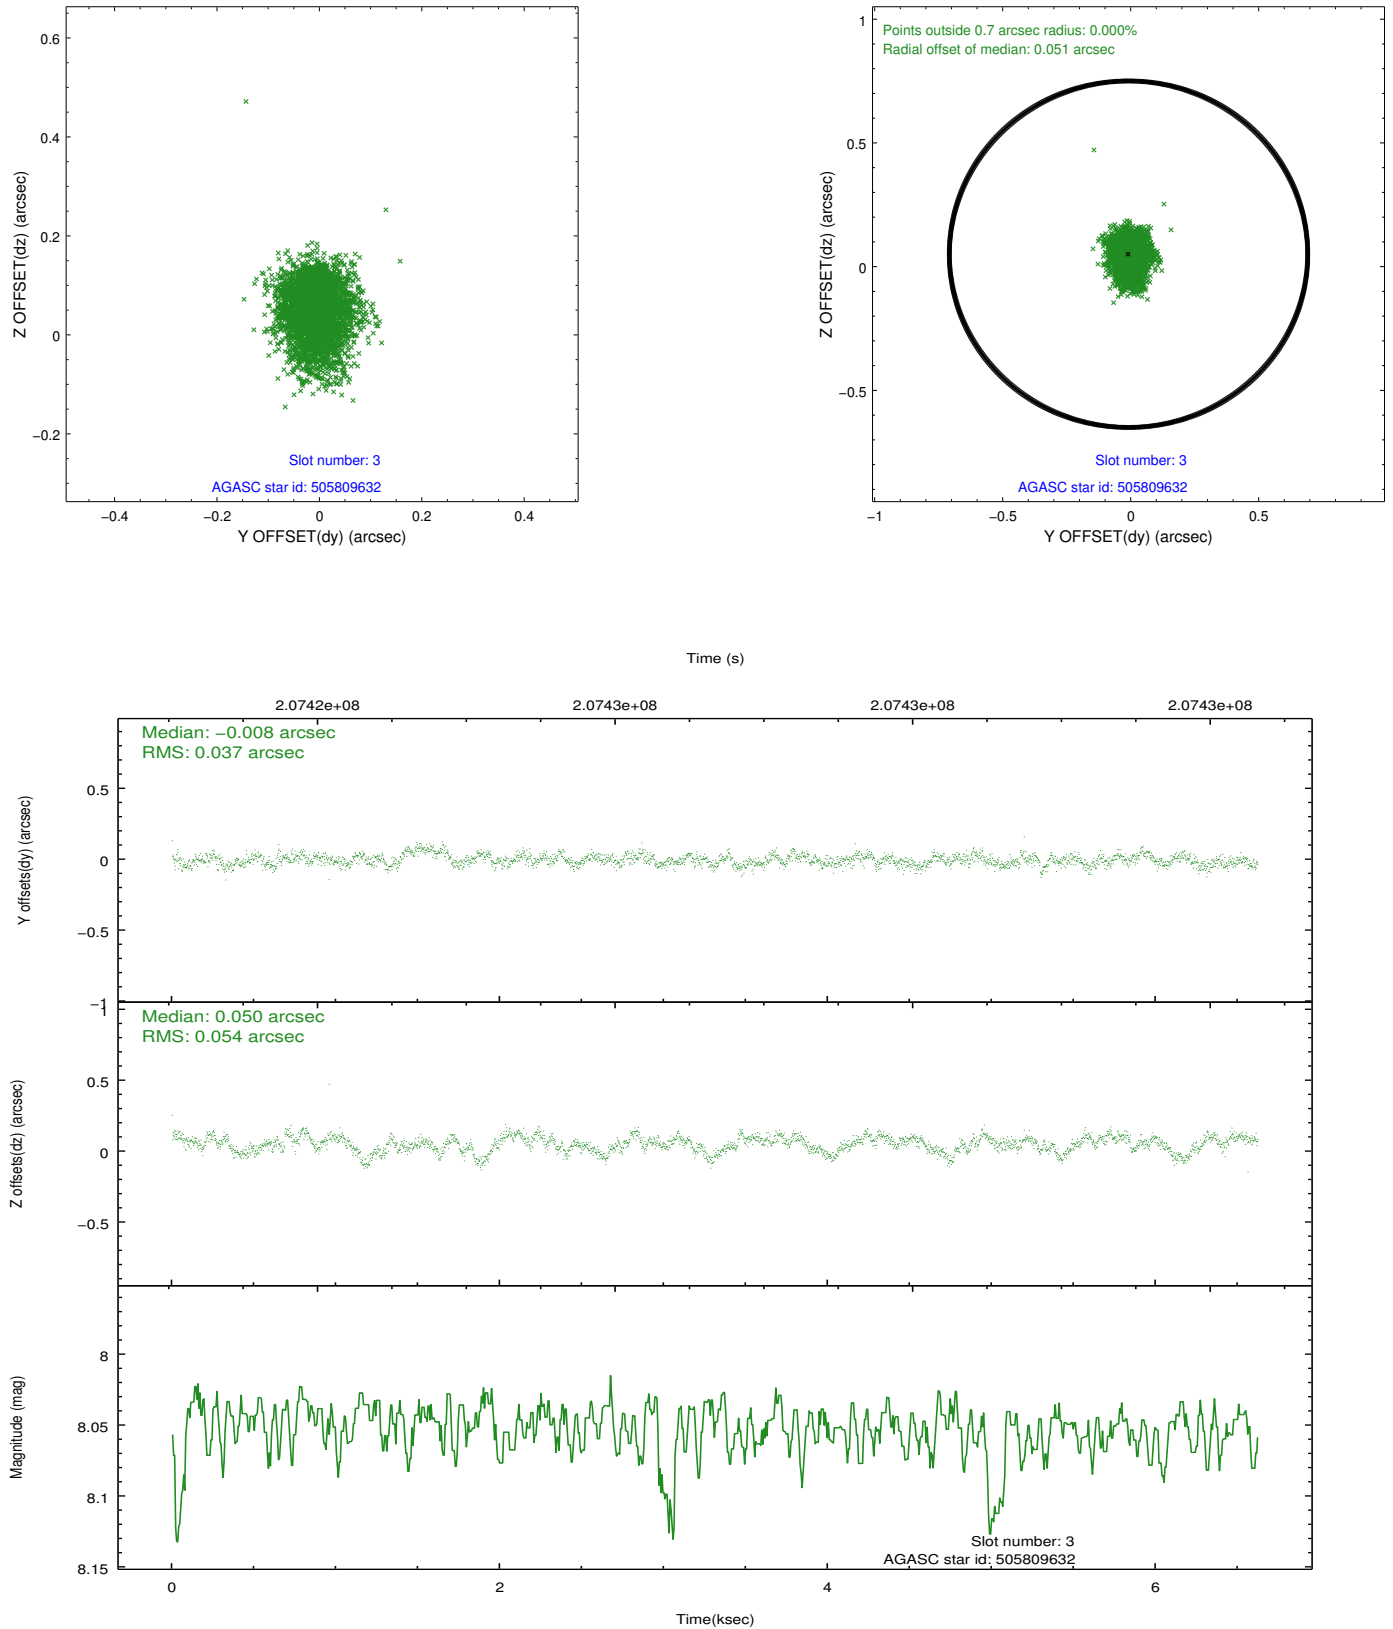 0.6
0.4
0.2
0
−0.2
Z OFFSET(dz) (arcsec)
Slot number: 3
AGASC star id: 505809632
−0.4 −0.2 0 0.2 0.4
Y OFFSET(dy) (arcsec)
Points outside 0.7 arcsec radius: 0.000%
Radial offset of median: 0.051 arcsec
1
0.5
0
−0.5
Z OFFSET(dz) (arcsec)
Slot number: 3
AGASC star id: 505809632
−1 −0.5 0 0.5
Y OFFSET(dy) (arcsec)
Time (s)
2.0742e+08 2.0743e+08 2.0743e+08 2.0743e+08
Median: −0.008 arcsec
RMS: 0.037 arcsec
0.5
0
−0.5
−1
Y offsets(dy) (arcsec)
Median: 0.050 arcsec
RMS: 0.054 arcsec
1
0.5
0
−0.5
Z offsets(dz) (arcsec)
8
8.05
8.1
8.15
Magnitude (mag)
Slot number: 3
AGASC star id: 505809632
0 2 4 6
Time(ksec)